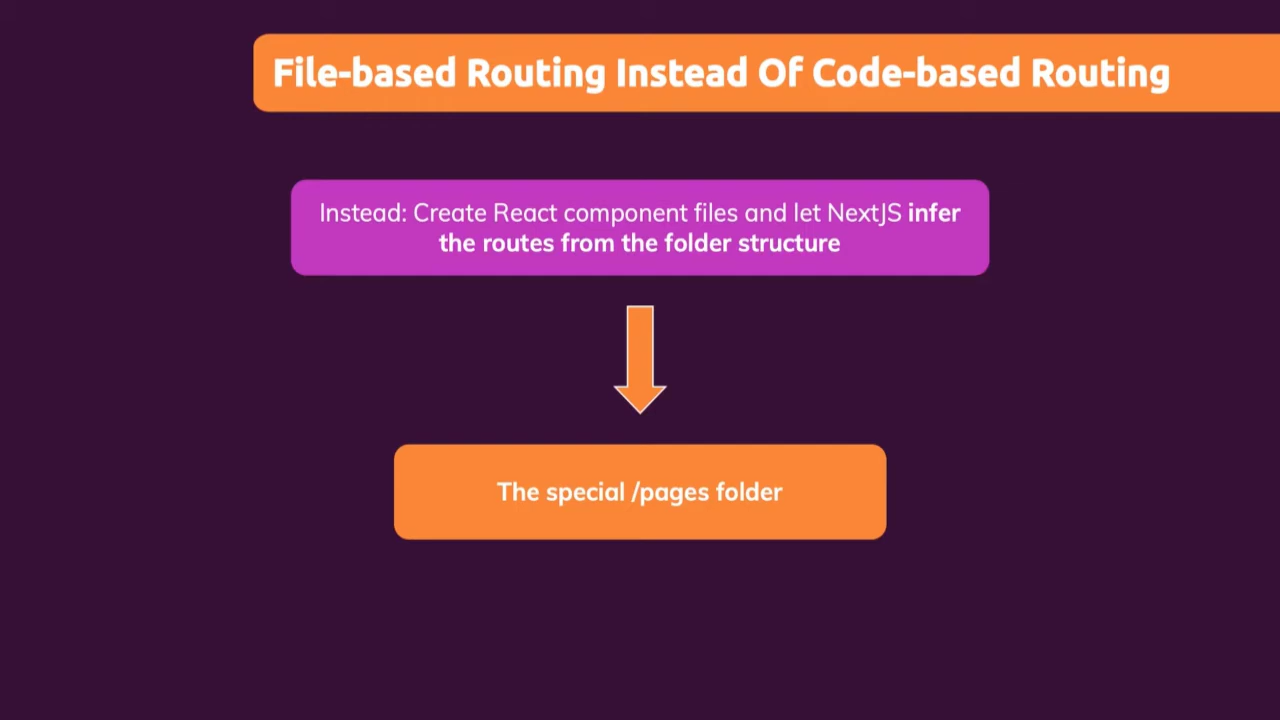 File-based Routing Instead Of Code-based Routing
Instead: Create React component files and let NextJS infer
the routes from the folder structure
The special /pages folder